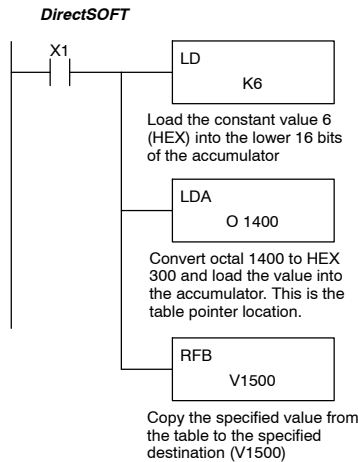 DirectSOFT
X1
LD
K6
Load the constant value 6
(HEX) into the lower 16 bits
of the accumulator
LDA
O 1400
Convert octal 1400 to HEX
300 and load the value into
the accumulator. This is the
table pointer location.
RFB
V1500
Copy the specified value from
the table to the specified
destination (V1500)